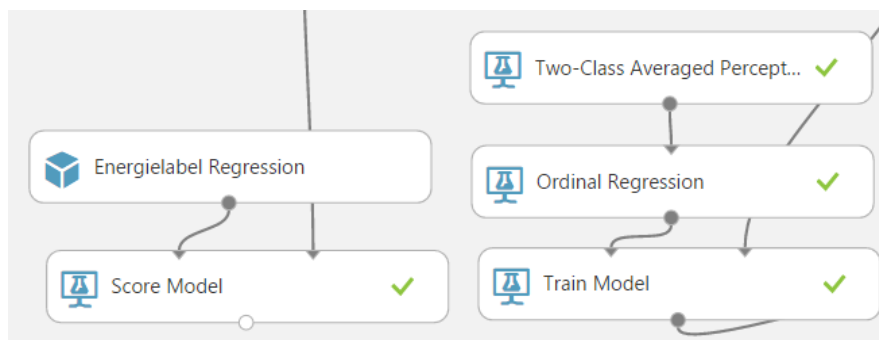 Two-Class Averaged Percept...
Energielabel Regression
Ordinal Regression
Score Model
Train Model